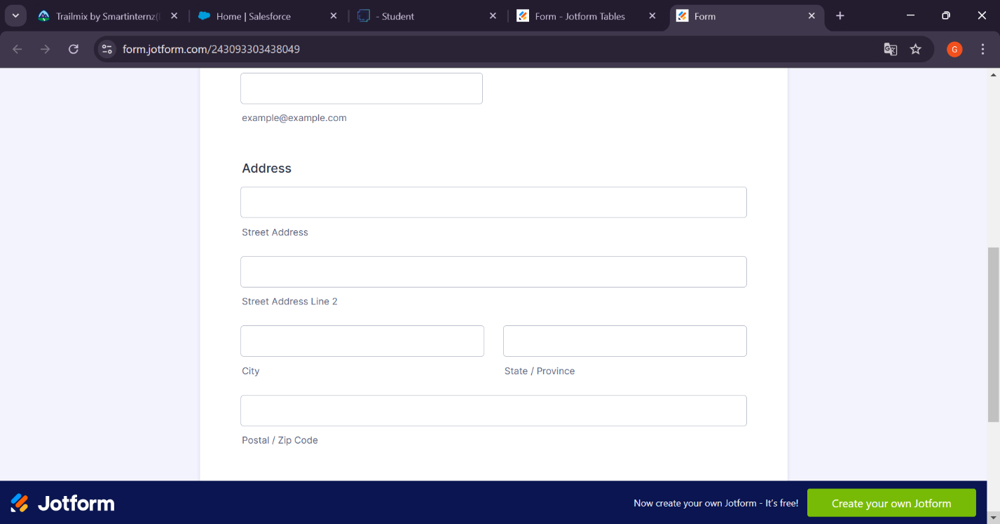 Trailmix by Smartinternz(
Home | Salesforce
- Student
Form - Jotform Tables
Form
form.jotform.com/243093303438049
G
example@example.com
Address
Street Address
Street Address Line 2
City
State / Province
Postal / Zip Code
Jotform
Now create your own Jotform - It's free!
Create your own Jotform